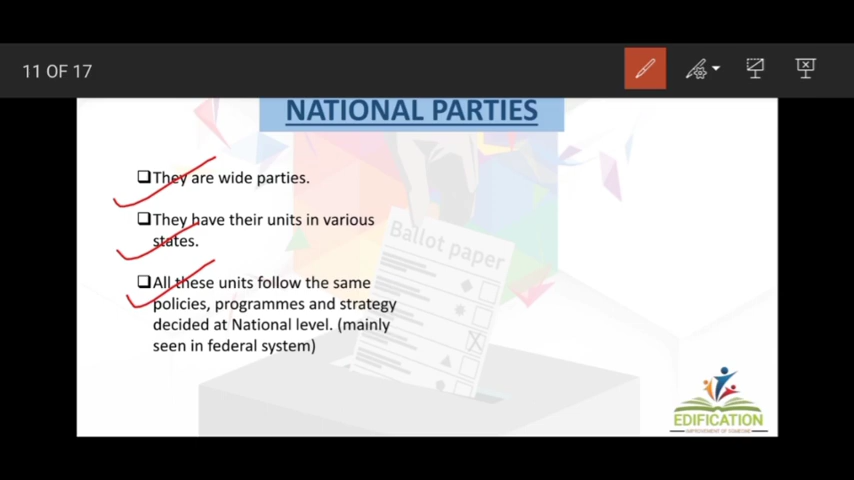 11 OF 17
NATIONAL PARTIES
They are wide parties.
They have their units in various
states.
All these units follow the same
policies, programmes and strategy
decided at National level. (mainly
seen in federal system)
Ballot paper
EDIFICATION
IMPROVEMENT OF SOMEONE